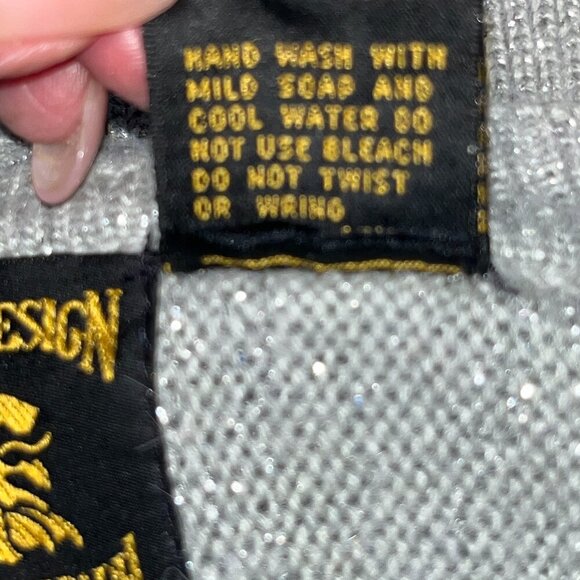 HAND WASH WITH
MILD SOAP AND
COOL WATER DO
NOT USE BLEACH
DO NOT TWIST
OR WRING
ESIGN